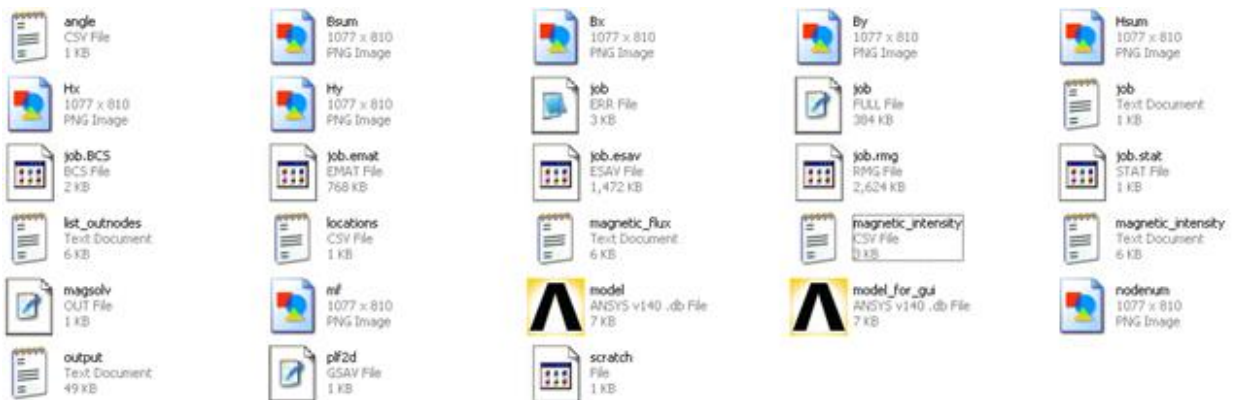 angle
CSV File
1 KB
Bsum
1077 x 810
PNG Image
Bx
1077 x 810
PNG Image
By
1077 x 810
PNG Image
Hsum
1077 x 810
PNG Image
Hx
1077 x 810
PNG Image
Hy
1077 x 810
PNG Image
job
ERR File
3 KB
job
FULL File
384 KB
job
Text Document
1 KB
job.BCS
BCS File
2 KB
job.emat
EMAT File
768 KB
job.esav
ESAV File
1,472 KB
job.rmg
RMG File
2,624 KB
job.stat
STAT File
1 KB
list_outnodes
Text Document
6 KB
locations
CSV File
1 KB
magnetic_flux
Text Document
6 KB
magnetic_intensity
CSV File
3 KB
magnetic_intensity
Text Document
6 KB
magsolv
OUT File
1 KB
mf
1077 x 810
PNG Image
model
ANSYS v140 .db File
7 KB
model_for_gui
ANSYS v140 .db File
7 KB
nodenum
1077 x 810
PNG Image
output
Text Document
49 KB
plf2d
GSAV File
1 KB
scratch
File
1 KB